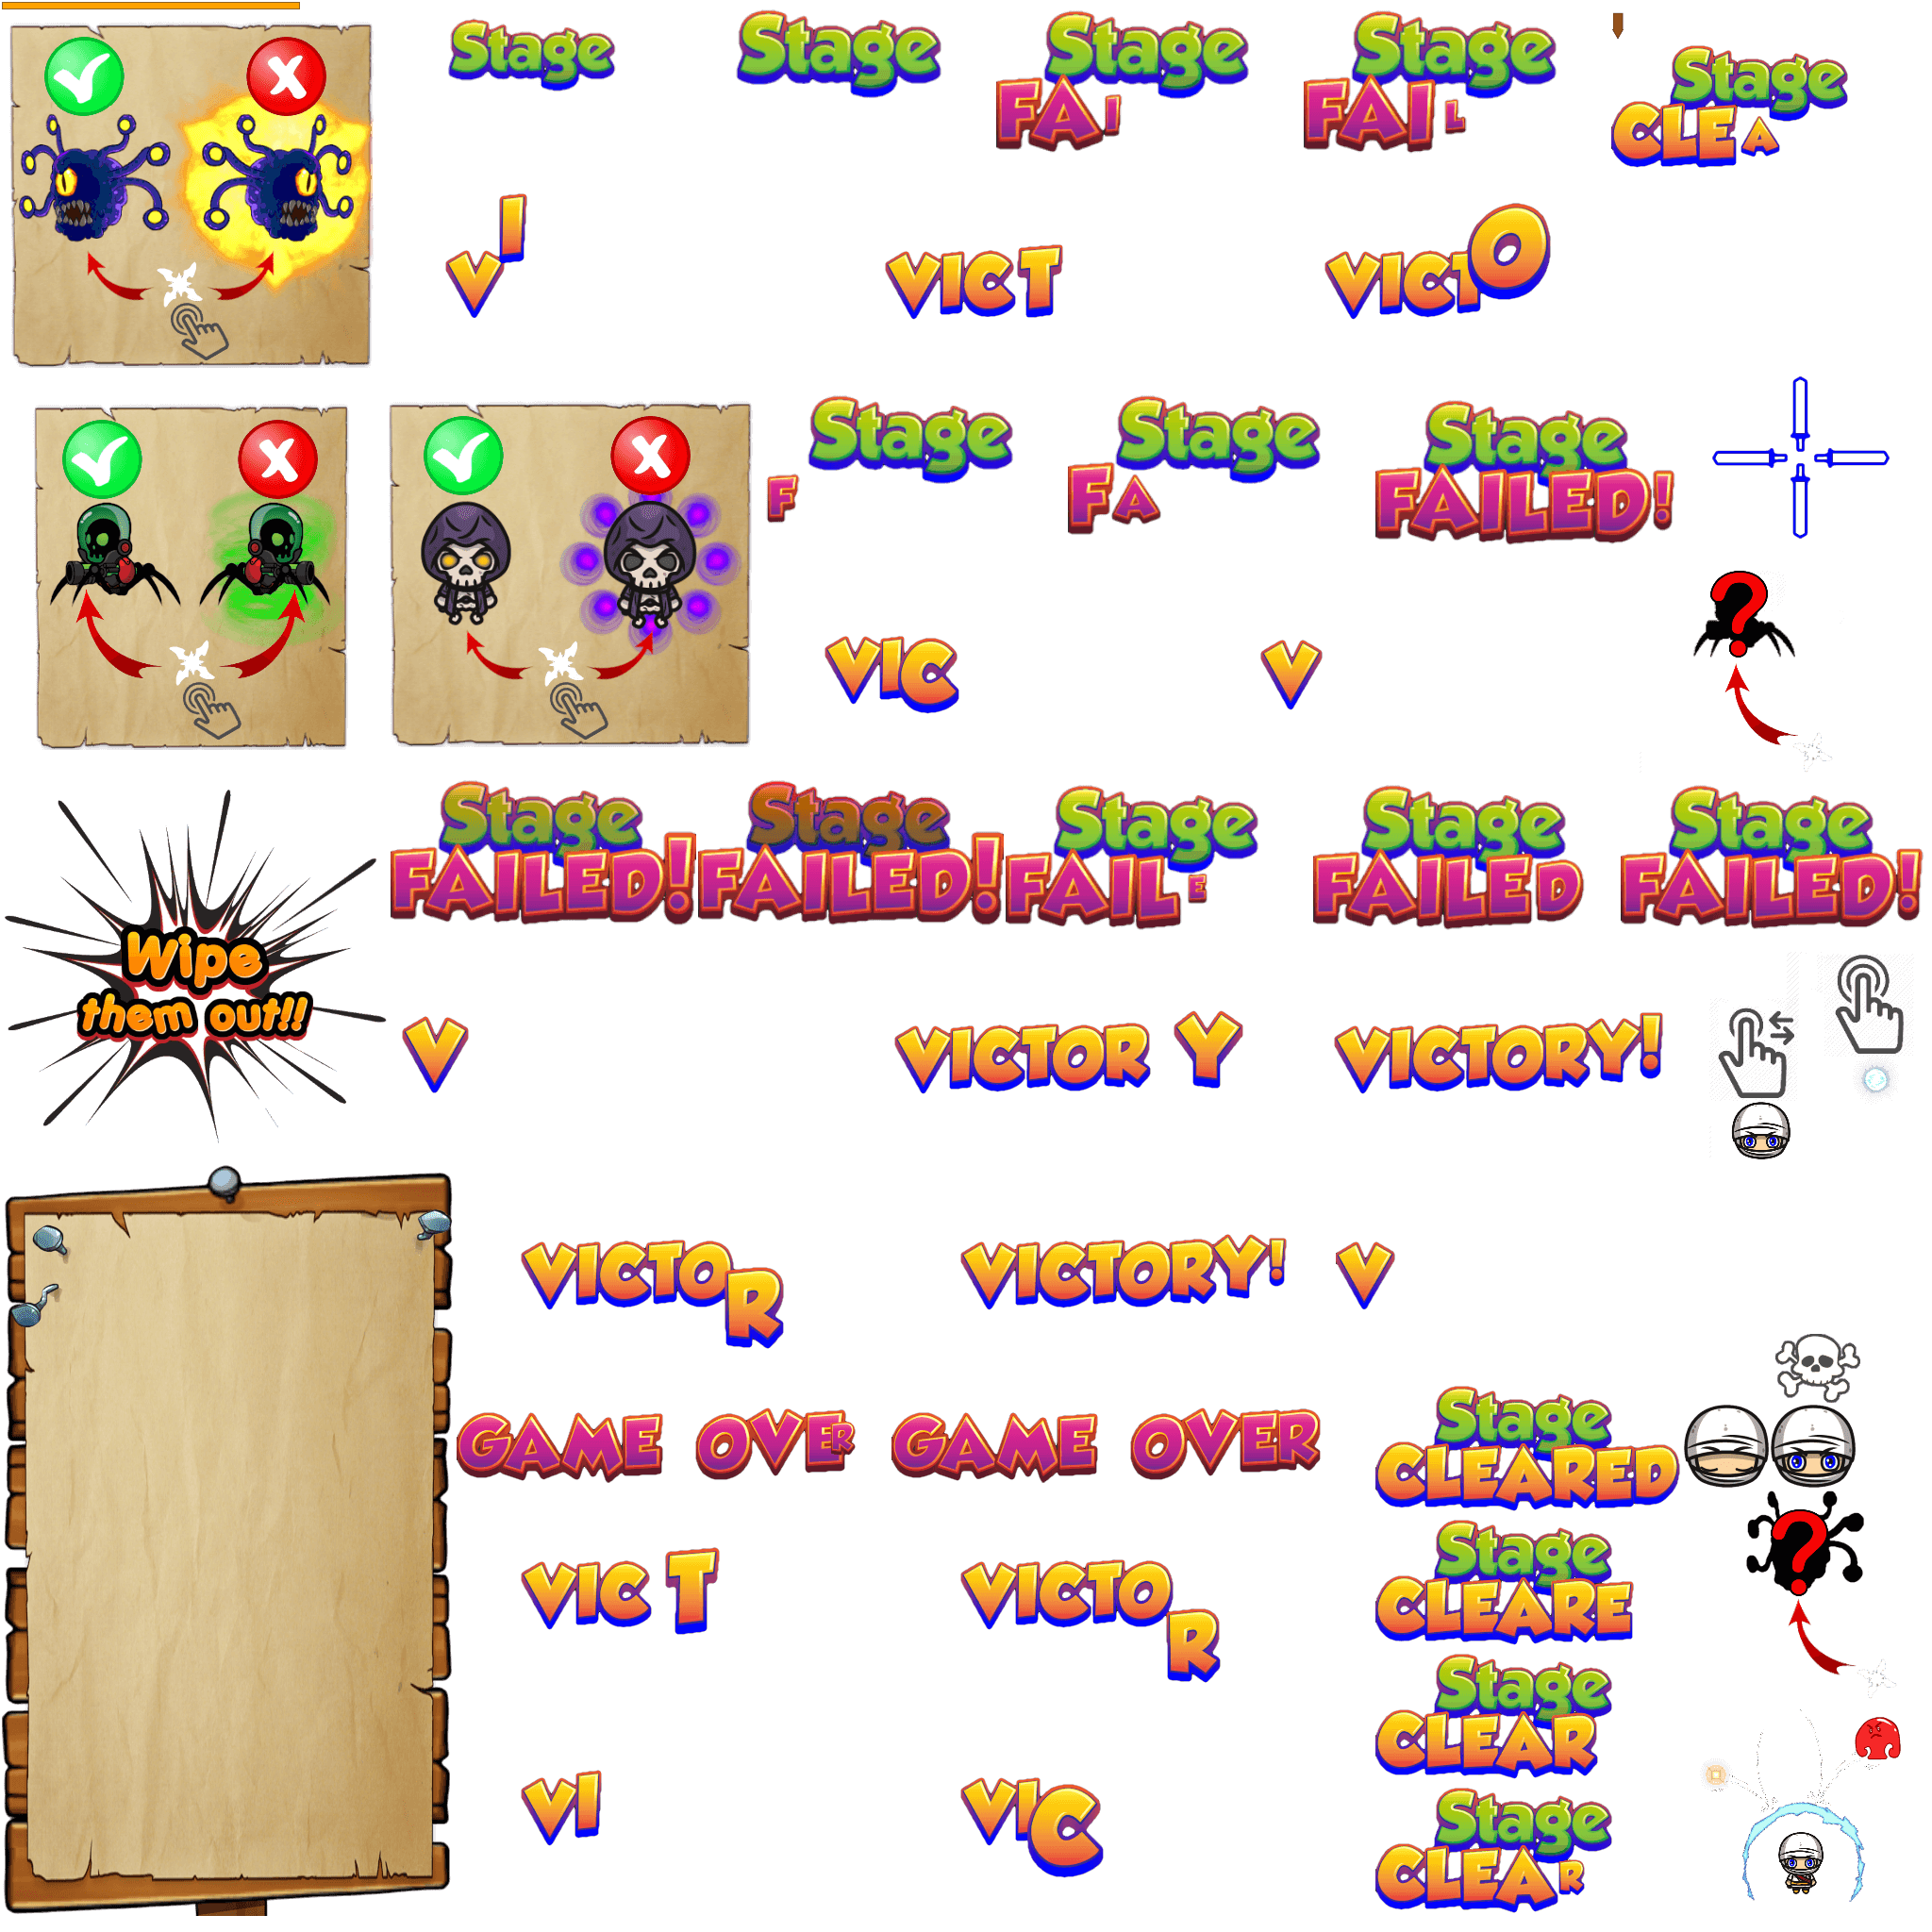 Stage
Stage
Stage
FAI
Stage
FAIL
Stage
CLEA
VI
VICT
VICTO
Stage
F
Stage
FA
Stage
FAILED!
VIC
V
?
Stage
FAILED!
Stage
FAILED!
Stage
FAILE
Stage
FAILED
Stage
FAILED!
Wipe
them out!!
V
VICTOR Y
VICTORY!
VICTOR
VICTORY!
V
GAME OVER
GAME OVER
Stage
CLEARED
?
VIC T
VICTOR
Stage
CLEARE
Stage
CLEAR
VI
VIC
Stage
CLEAR